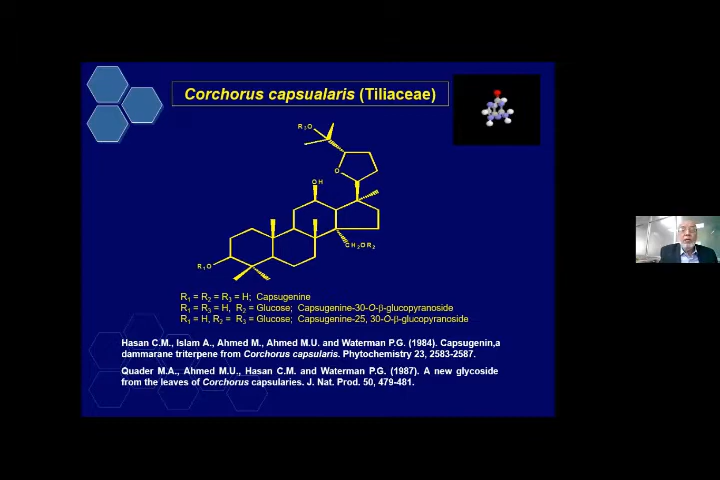 Corchorus capsualaris (Tiliaceae)
R3O
O
OH
CH2OR2
R1O
R1 = R2 = R3 = H; Capsugenine
R1 = R3 = H, R2 = Glucose; Capsugenine-30-O-β-glucopyranoside
R1 = H, R2 = R3 = Glucose; Capsugenine-25, 30-O-β-glucopyranoside
Hasan C.M., Islam A., Ahmed M., Ahmed M.U. and Waterman P.G. (1984). Capsugenin,a
dammarane triterpene from Corchorus capsularis. Phytochemistry 23, 2583-2587.
Quader M.A., Ahmed M.U., Hasan C.M. and Waterman P.G. (1987). A new glycoside
from the leaves of Corchorus capsularies. J. Nat. Prod. 50, 479-481.